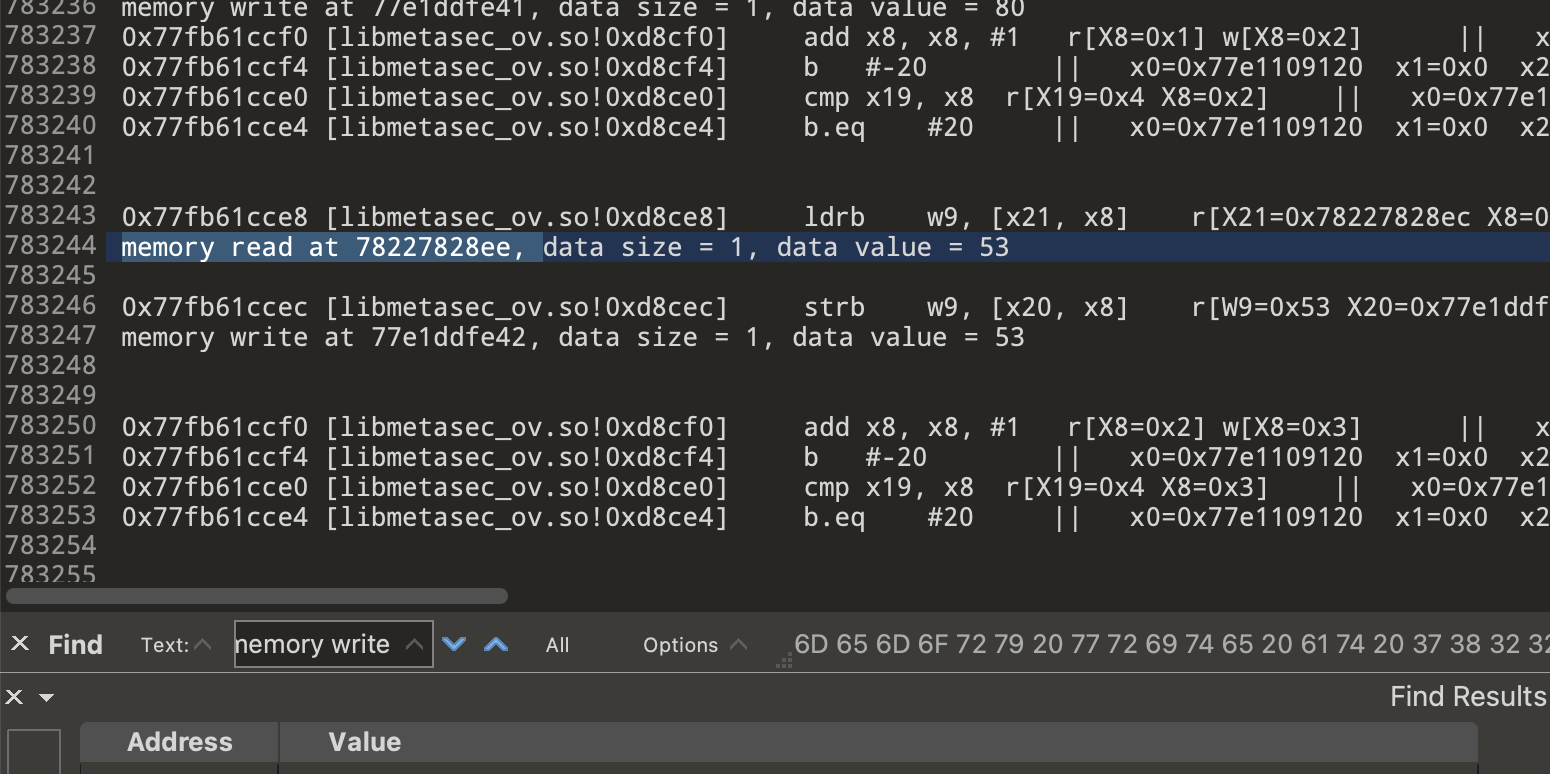 783236 memory write at 77e1ddfe41, data size = 1, data value = 80
783237 0x77fb61ccf0 [libmetasec_ov.so!0xd8cf0] add x8, x8, #1 r[X8=0x1] w[X8=0x2] || x
783238 0x77fb61ccf4 [libmetasec_ov.so!0xd8cf4] b #-20 || x0=0x77e1109120 x1=0x0 x2
783239 0x77fb61cce0 [libmetasec_ov.so!0xd8ce0] cmp x19, x8 r[X19=0x4 X8=0x2] || x0=0x77e1
783240 0x77fb61cce4 [libmetasec_ov.so!0xd8ce4] b.eq #20 || x0=0x77e1109120 x1=0x0 x2
783241
783242
783243 0x77fb61cce8 [libmetasec_ov.so!0xd8ce8] ldrb w9, [x21, x8] r[X21=0x78227828ec X8=0
783244 memory read at 78227828ee, data size = 1, data value = 53
783245
783246 0x77fb61ccec [libmetasec_ov.so!0xd8cec] strb w9, [x20, x8] r[W9=0x53 X20=0x77e1ddf
783247 memory write at 77e1ddfe42, data size = 1, data value = 53
783248
783249
783250 0x77fb61ccf0 [libmetasec_ov.so!0xd8cf0] add x8, x8, #1 r[X8=0x2] w[X8=0x3] || x
783251 0x77fb61ccf4 [libmetasec_ov.so!0xd8cf4] b #-20 || x0=0x77e1109120 x1=0x0 x2
783252 0x77fb61cce0 [libmetasec_ov.so!0xd8ce0] cmp x19, x8 r[X19=0x4 X8=0x3] || x0=0x77e1
783253 0x77fb61cce4 [libmetasec_ov.so!0xd8ce4] b.eq #20 || x0=0x77e1109120 x1=0x0 x2
783254
783255
Find Text: memory write All Options 6D 65 6D 6F 72 79 20 77 72 69 74 65 20 61 74 20 37 38 32 32
Find Results
Address Value